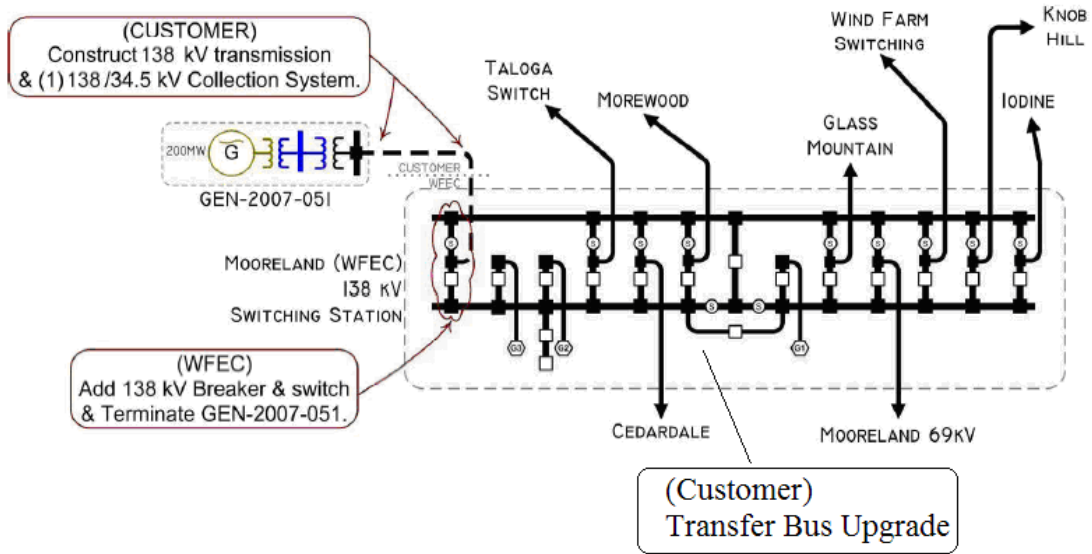 (CUSTOMER)
Construct 138 kV transmission
& (1) 138/34.5 kV Collection System.
200MW
G
GEN-2007-051
CUSTOMER
WFEC
TALOGA
SWITCH
MOREWOOD
WIND FARM
SWITCHING
KNOB
HILL
GLASS
MOUNTAIN
IODINE
MOORELAND (WFEC)
138 KV
SWITCHING STATION
S
S
S
S
S
S
S
S
S
S
S
G3
G2
G1
(WFEC)
Add 138 kV Breaker & switch
& Terminate GEN-2007-051.
CEDARDALE
MOORELAND 69KV
(Customer)
Transfer Bus Upgrade